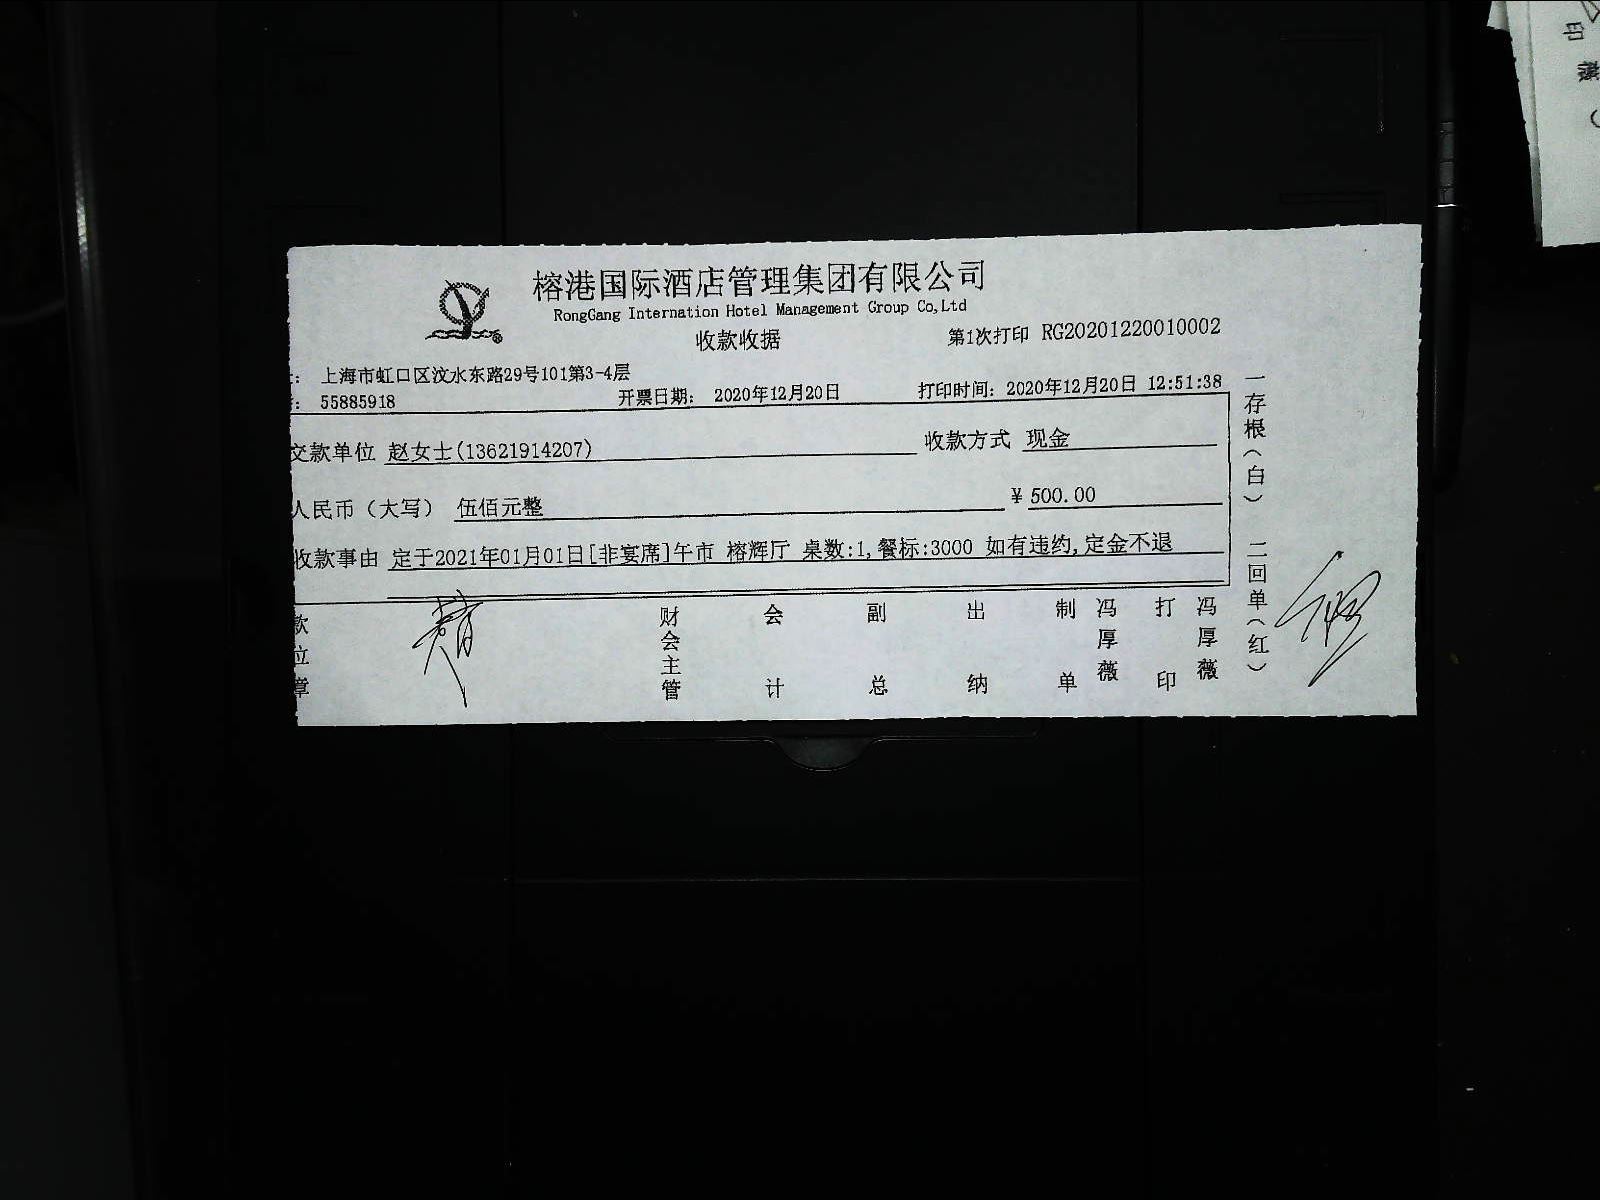 榕港国际酒店管理集团有限公司
RongGang Internation Hotel Management Group Co,Ltd
收款收据
第1次打印 RG20201220010002
: 上海市虹口区汶水东路29号101第3-4层
: 55885918 开票日期: 2020年12月20日 打印时间: 2020年12月20日 12:51:38
交款单位 赵女士(13621914207) 收款方式 现金
人民币（大写） 伍佰元整 ¥ 500.00
收款事由 定于2021年01月01日[非宴席]午市 榕辉厅 桌数:1,餐标:3000 如有违约,定金不退
款位章 财会主管 会计 副总 出纳 制单 冯厚薇 打印 冯厚薇
一存根(白) 二回单(红)
印